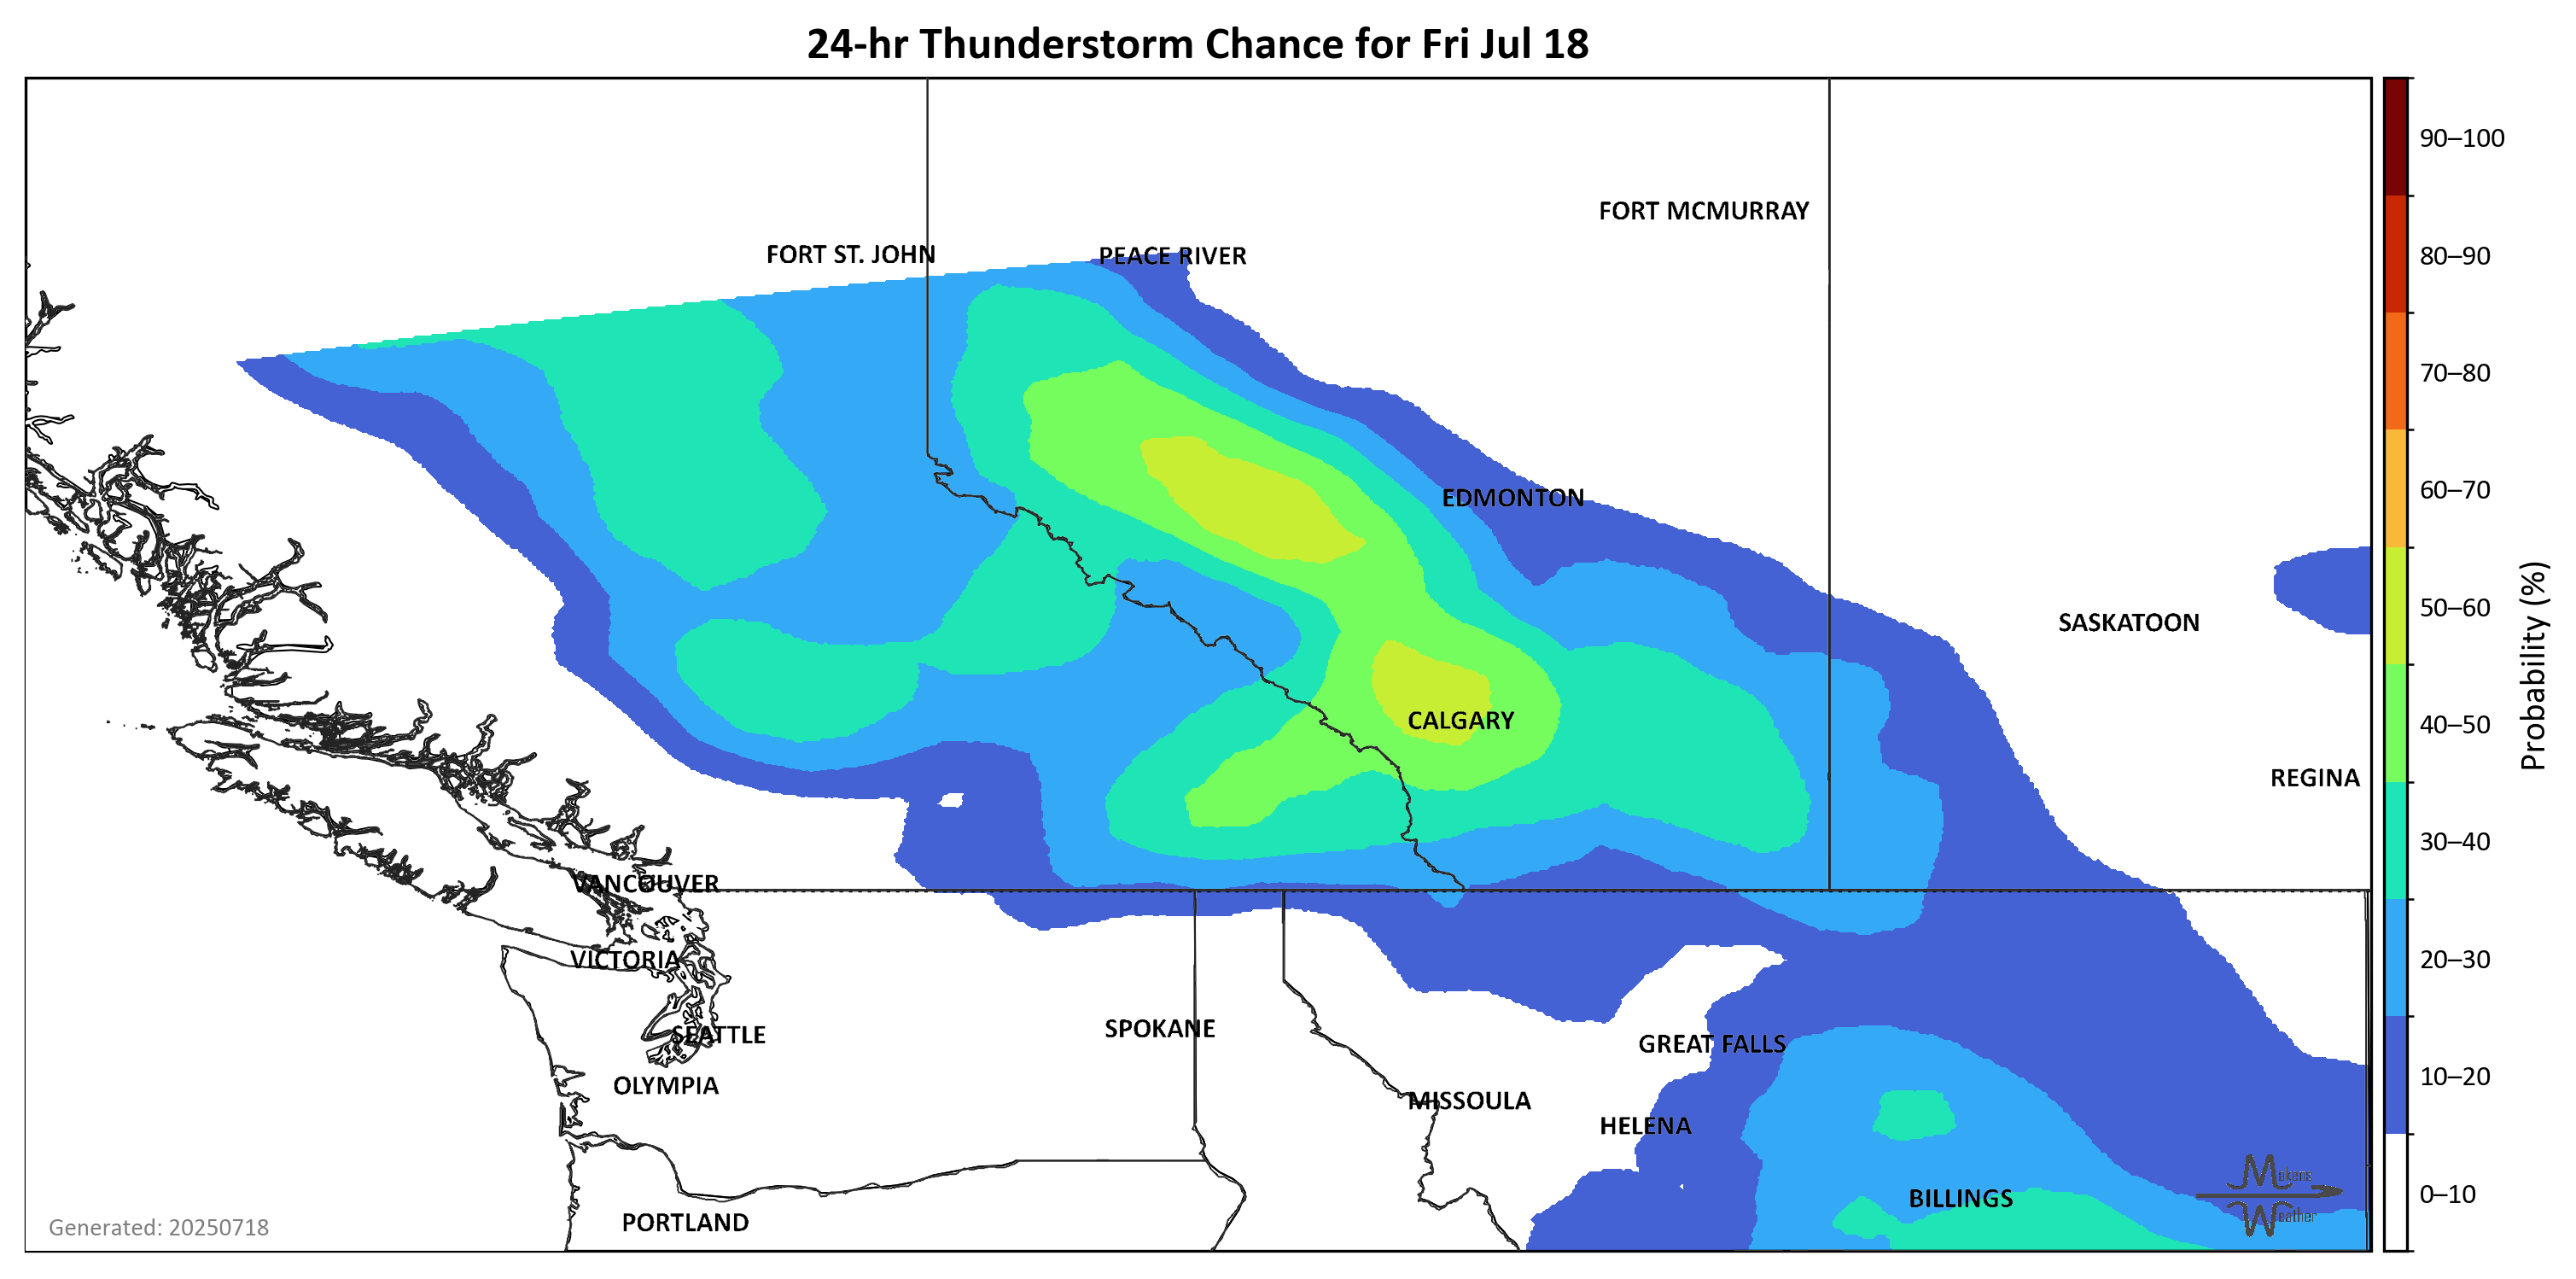 24-hr Thunderstorm Chance for Fri Jul 18
90–100
FORT MCMURRAY
FORT ST. JOHN
PEACE RIVER
80–90
70–80
60–70
EDMONTON
50–60
SASKATOON
Probability (%)
CALGARY
40–50
REGINA
30–40
VANCOUVER
VICTORIA
20–30
SPOKANE
SEATTLE
GREAT FALLS
10–20
OLYMPIA
MISSOULA
HELENA
Makens
0–10
BILLINGS
Weather
PORTLAND
Generated: 20250718